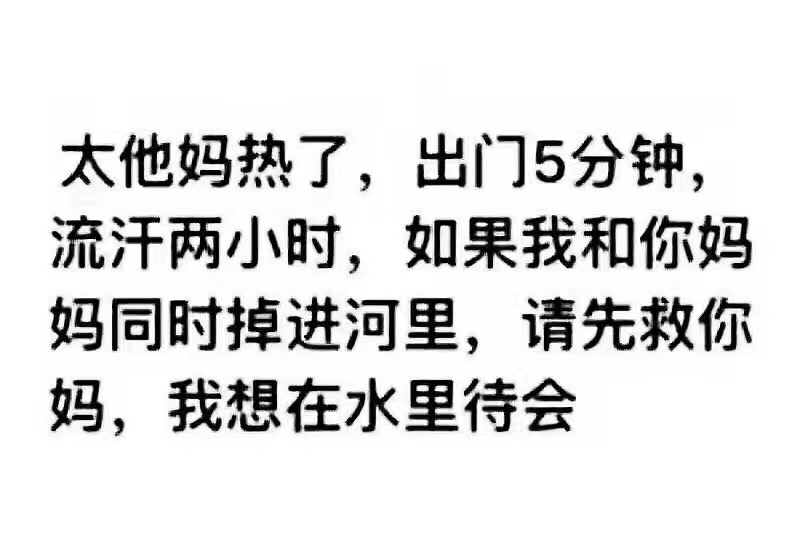 太他妈热了，出门5分钟，
流汗两小时，如果我和你妈
妈同时掉进河里，请先救你
妈，我想在水里待会